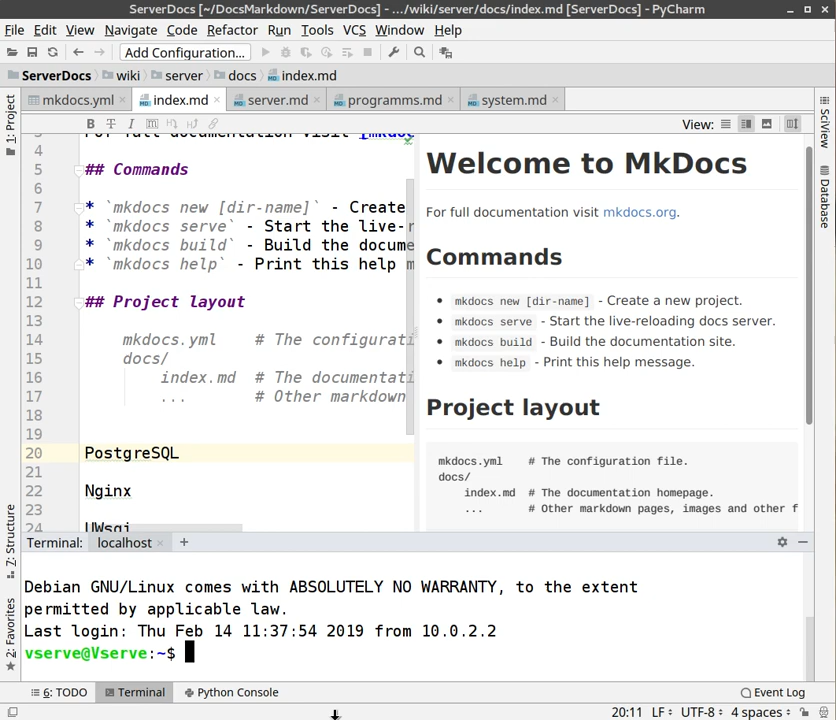 ServerDocs [~/DocsMarkdown/ServerDocs] - .../wiki/server/docs/index.md [ServerDocs] - PyCharm
File Edit View Navigate Code Refactor Run Tools VCS Window Help
Add Configuration...
ServerDocs wiki server docs index.md
mkdocs.yml index.md server.md programms.md system.md
View:
1: Project
Z: Structure
2: Favorites
SciView
Database
4
5 ## Commands
6
7 * `mkdocs new [dir-name]` - Create
8 * `mkdocs serve` - Start the live-r
9 * `mkdocs build` - Build the docume
10 * `mkdocs help` - Print this help m
11
12 ## Project layout
13
14 mkdocs.yml # The configurati
15 docs/
16 index.md # The documentati
17 ... # Other markdown
18
19
20 PostgreSQL
21
22 Nginx
23
24 UWsgi
Welcome to MkDocs
For full documentation visit mkdocs.org.
Commands
• mkdocs new [dir-name] - Create a new project.
• mkdocs serve - Start the live-reloading docs server.
• mkdocs build - Build the documentation site.
• mkdocs help - Print this help message.
Project layout
mkdocs.yml # The configuration file.
docs/
index.md # The documentation homepage.
... # Other markdown pages, images and other f
Terminal: localhost
Debian GNU/Linux comes with ABSOLUTELY NO WARRANTY, to the extent
permitted by applicable law.
Last login: Thu Feb 14 11:37:54 2019 from 10.0.2.2
vserve@Vserve:~$
6: TODO Terminal Python Console Event Log
20:11 LF UTF-8 4 spaces